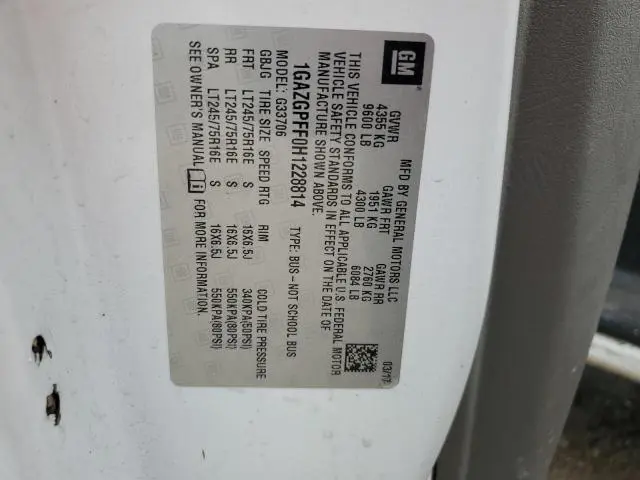 GM
MFD BY GENERAL MOTORS LLC
03/17
GVWR GAWR FRT GAWR RR
4355 KG 1951 KG 2760 KG
9600 LB 4300 LB 6084 LB
THIS VEHICLE CONFORMS TO ALL APPLICABLE U.S. FEDERAL MOTOR
VEHICLE SAFETY STANDARDS IN EFFECT ON THE DATE OF
MANUFACTURE SHOWN ABOVE.
1GAZGPFF0H1228814 TYPE: BUS-NOT SCHOOL BUS
MODEL: G33706
GBJG TIRE SIZE SPEED RTG RIM COLD TIRE PRESSURE
FRT LT245/75R16E S 16X6.5J 340KPA(50PSI)
RR LT245/75R16E S 16X6.5J 550KPA(80PSI)
SPA LT245/75R16E S 16X6.5J 550KPA(80PSI)
SEE OWNER'S MANUAL FOR MORE INFORMATION.